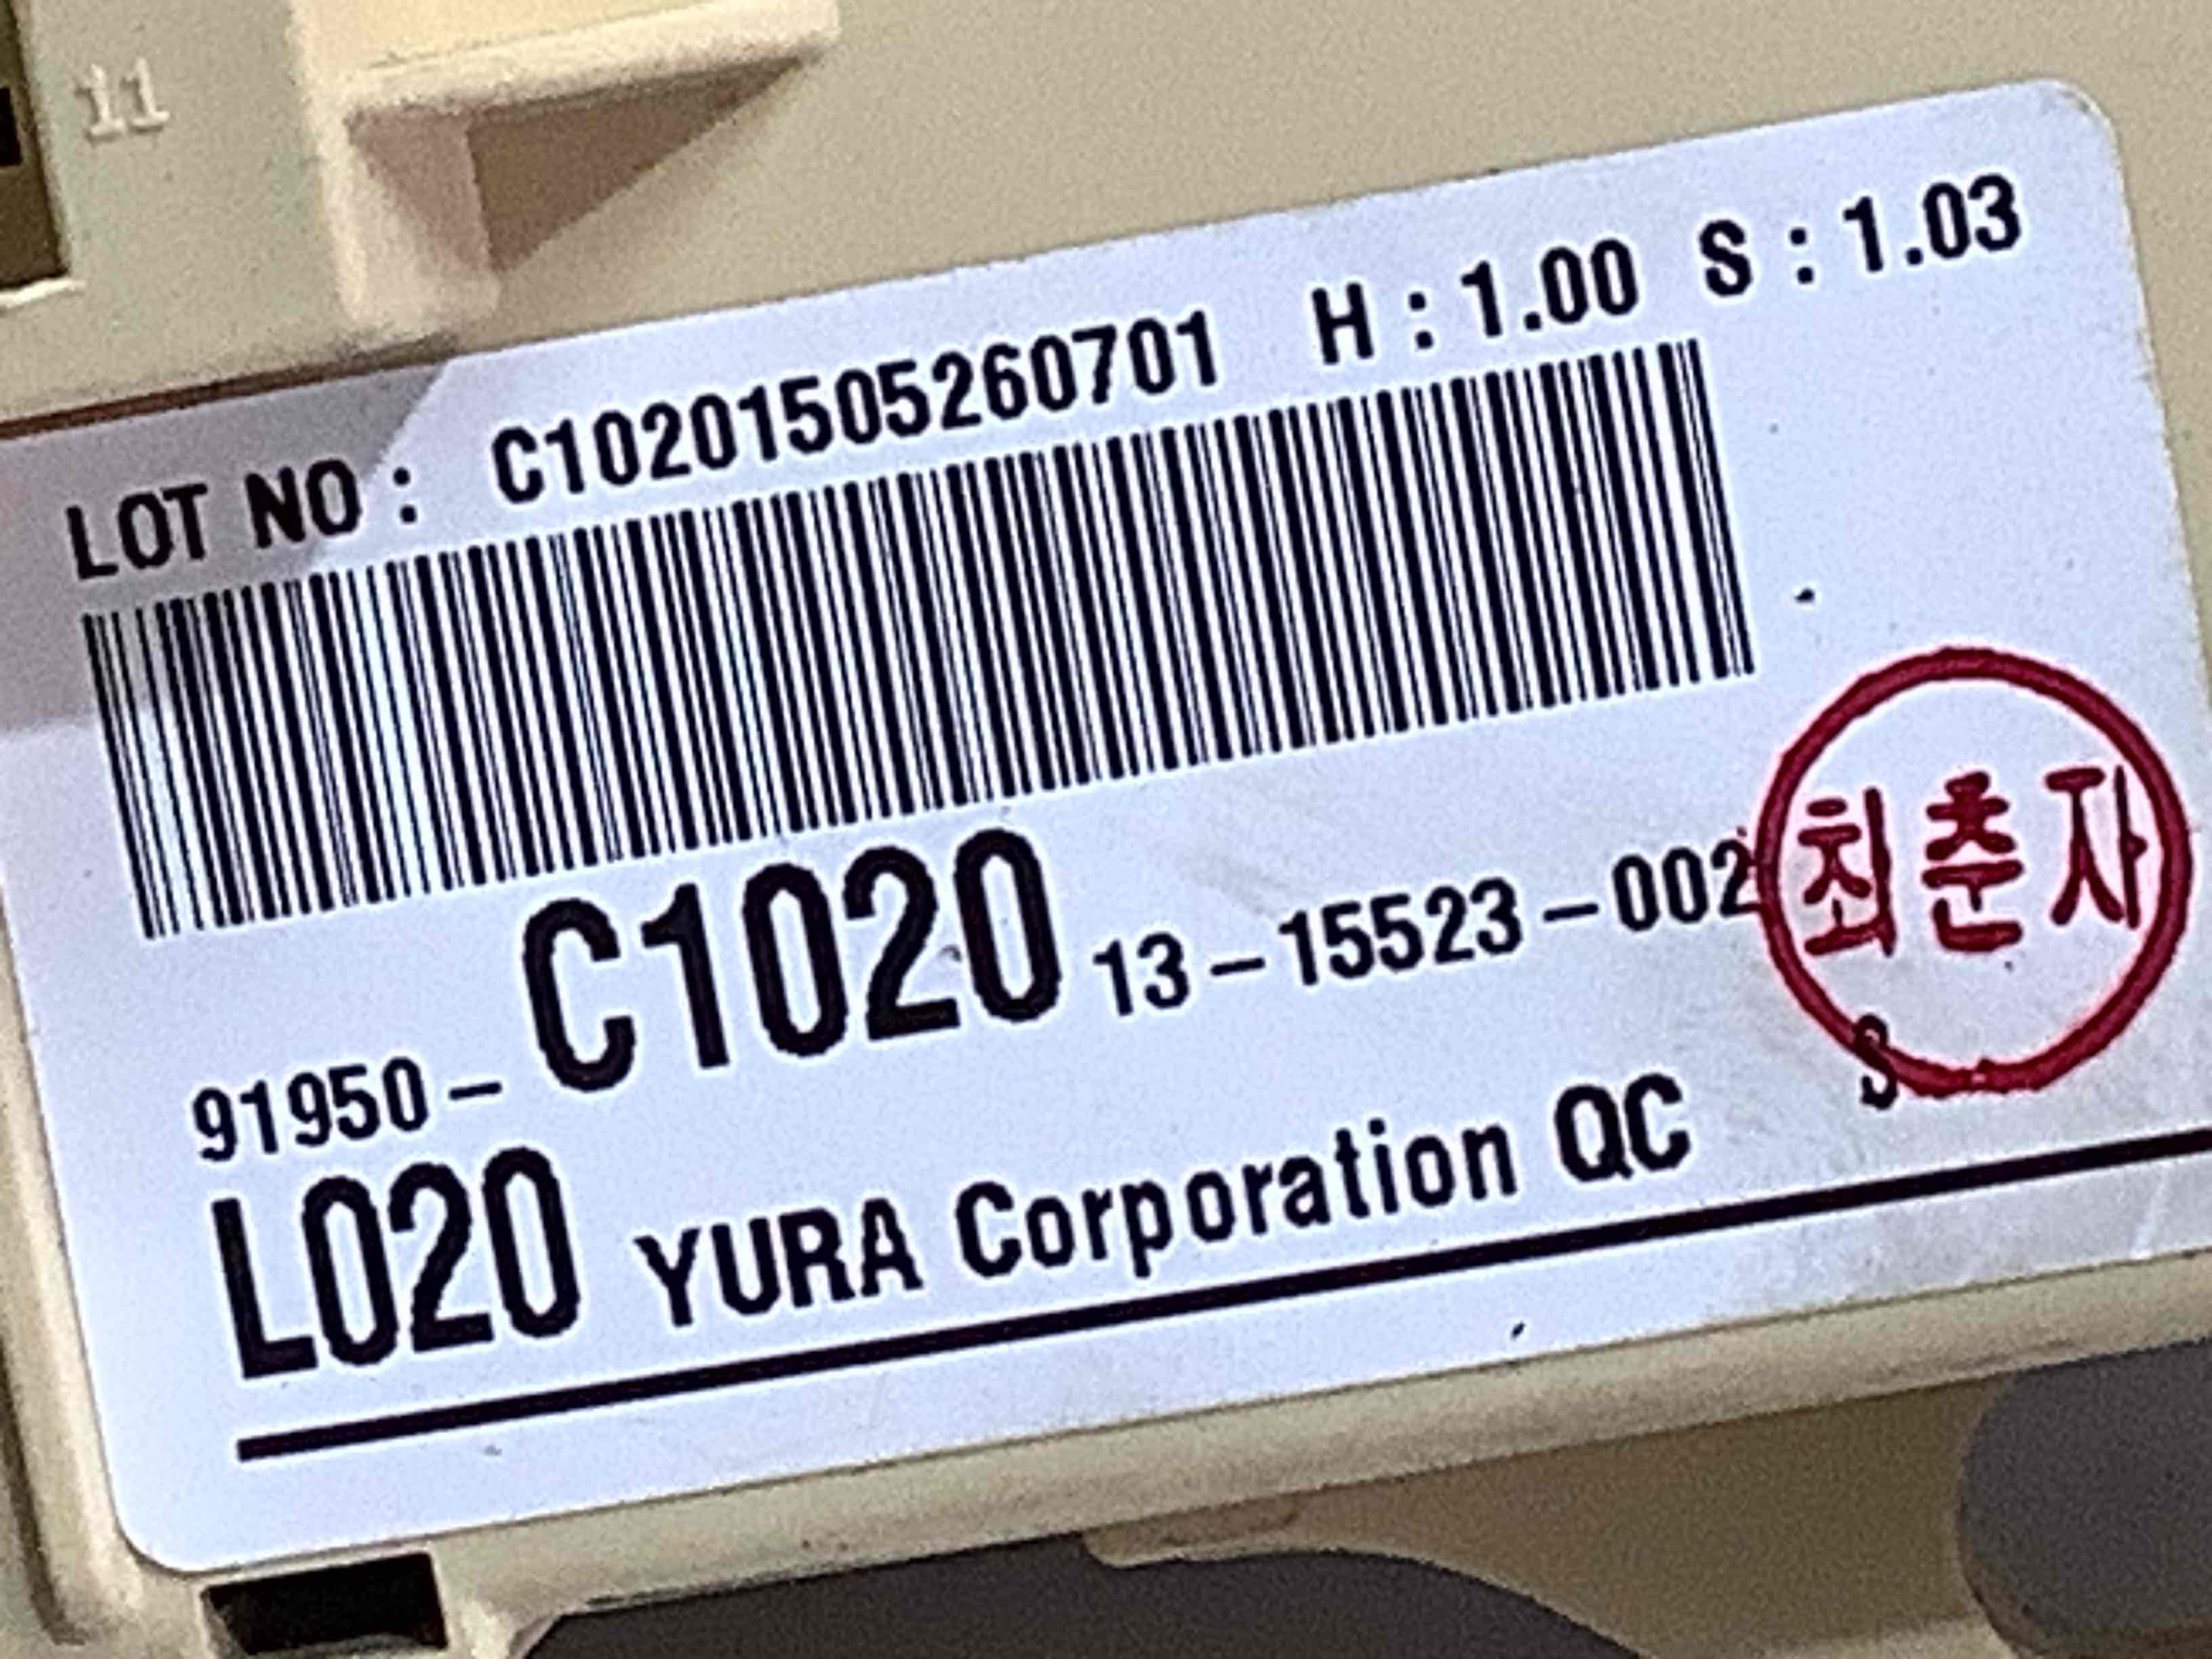 11
LOT NO : C10201505260701 H : 1.00 S : 1.03
91950-C1020 13-15523-002
최춘자
S
L020 YURA Corporation QC